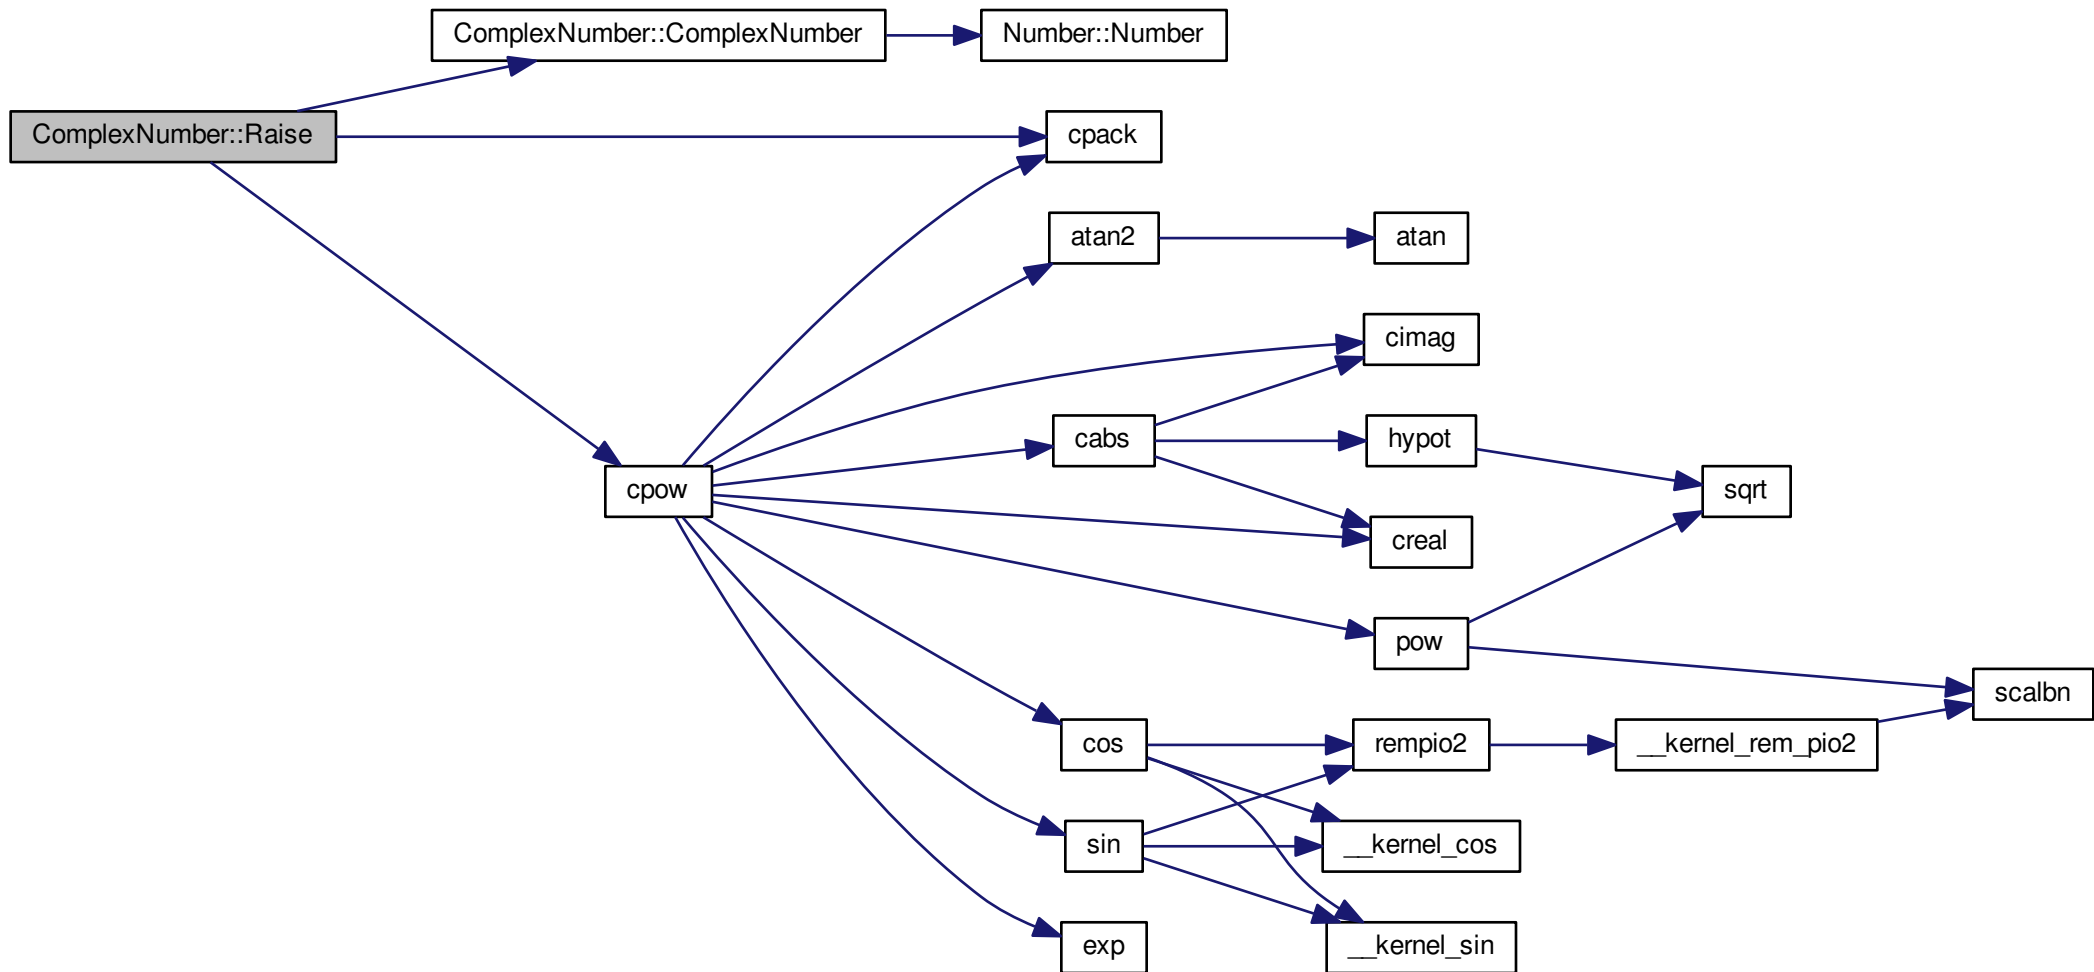 ComplexNumber::ComplexNumber
Number::Number
ComplexNumber::Raise
cpack
atan2
atan
cimag
cabs
hypot
cpow
sqrt
creal
pow
scalbn
cos
rempio2
__kernel_rem_pio2
sin
__kernel_cos
exp
__kernel_sin